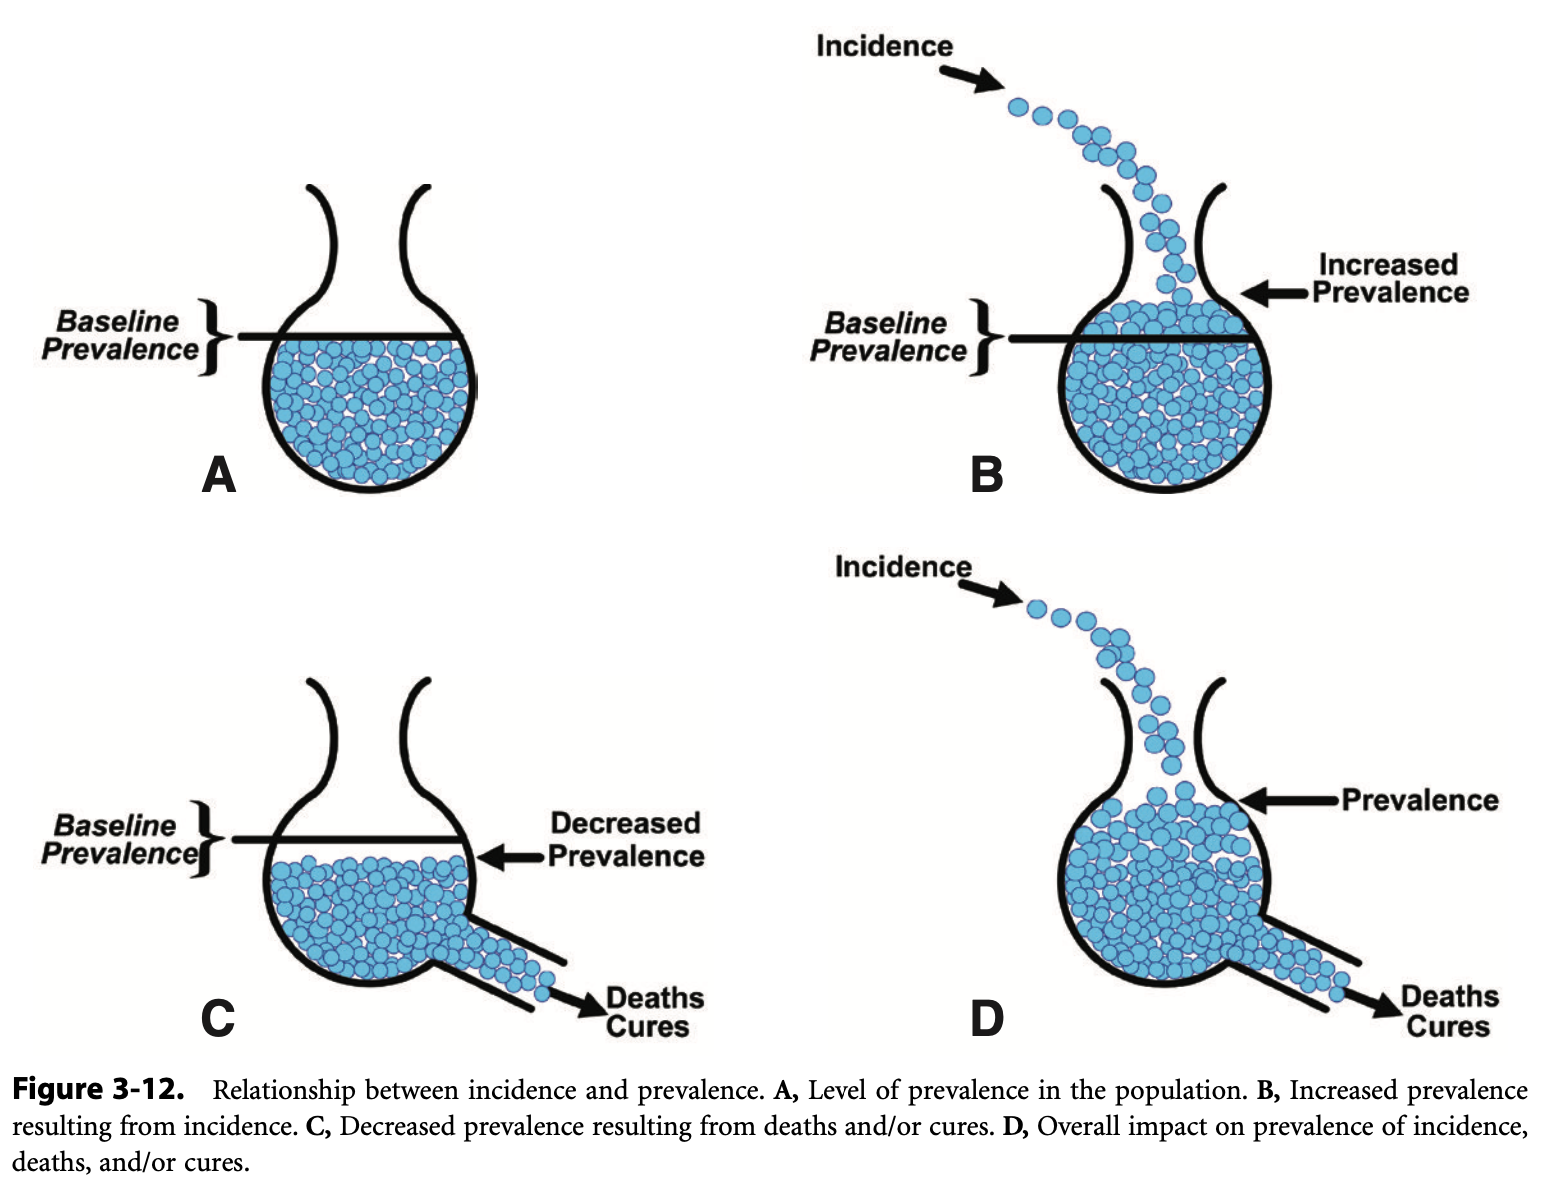 Baseline
Prevalence
A
Incidence
Increased
Prevalence
Baseline
Prevalence
B
Baseline
Prevalence
Decreased
Prevalence
Deaths
Cures
C
Incidence
Prevalence
Deaths
Cures
D
Figure 3-12. Relationship between incidence and prevalence. A, Level of prevalence in the population. B, Increased prevalence
resulting from incidence. C, Decreased prevalence resulting from deaths and/or cures. D, Overall impact on prevalence of incidence,
deaths, and/or cures.